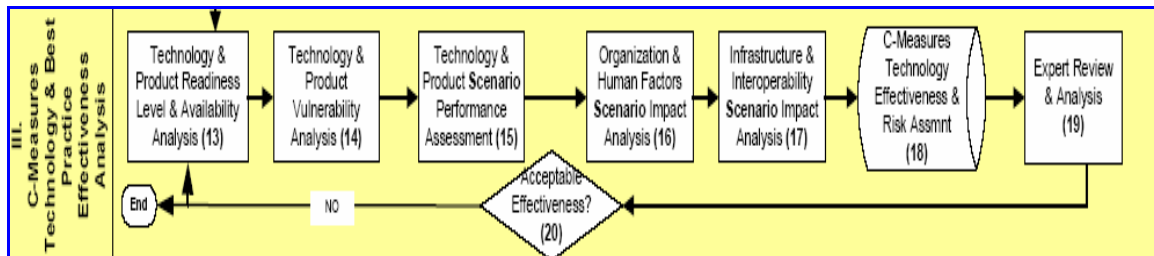 III.
C-Measures
Technology & Best
Practice
Effectiveness
Analysis
Technology &
Product Readiness
Level & Availability
Analysis (13)
Technology &
Product
Vulnerability
Analysis (14)
Technology &
Product Scenario
Performance
Assessment (15)
Organization &
Human Factors
Scenario Impact
Analysis (16)
Infrastructure &
Interoperability
Scenario Impact
Analysis (17)
C-Measures
Technology
Effectiveness &
Risk Assmnt
(18)
Expert Review
& Analysis
(19)
Acceptable
Effectiveness?
(20)
NO
End